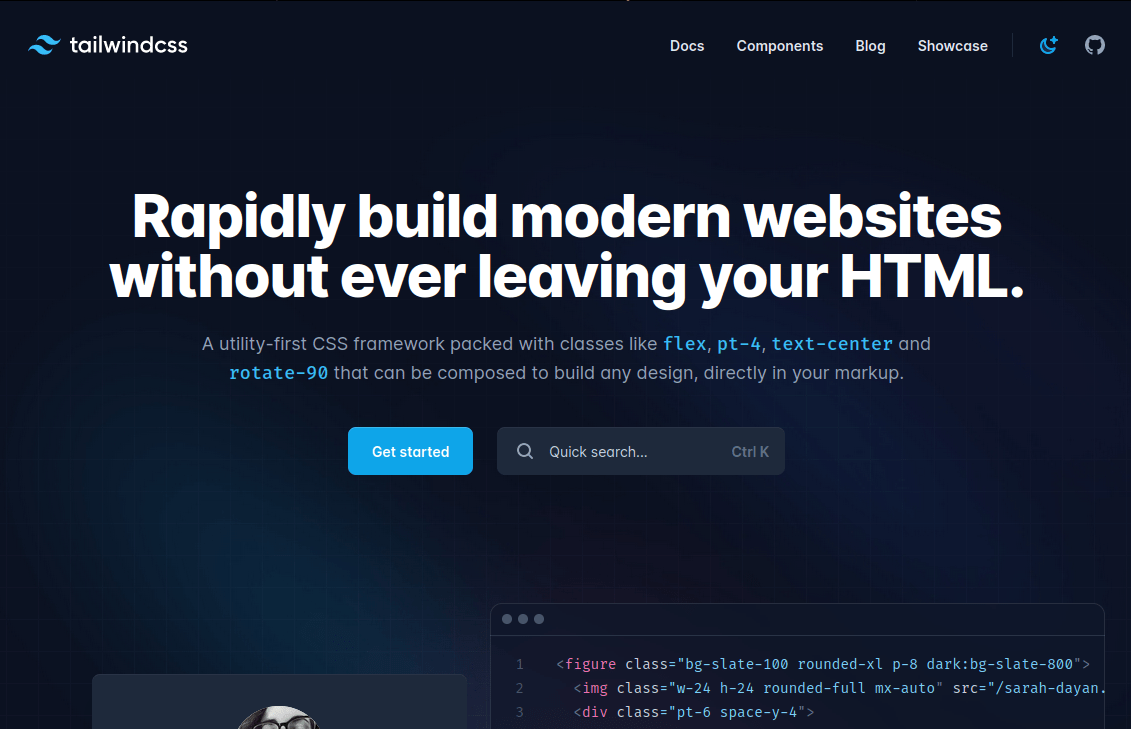 tailwindcss
Docs Components Blog Showcase
Rapidly build modern websites
without ever leaving your HTML.
A utility-first CSS framework packed with classes like flex, pt-4, text-center and
rotate-90 that can be composed to build any design, directly in your markup.
Get started
Quick search... Ctrl K
1 <figure class="bg-slate-100 rounded-xl p-8 dark:bg-slate-800">
2 <img class="w-24 h-24 rounded-full mx-auto" src="/sarah-dayan.
3 <div class="pt-6 space-y-4">